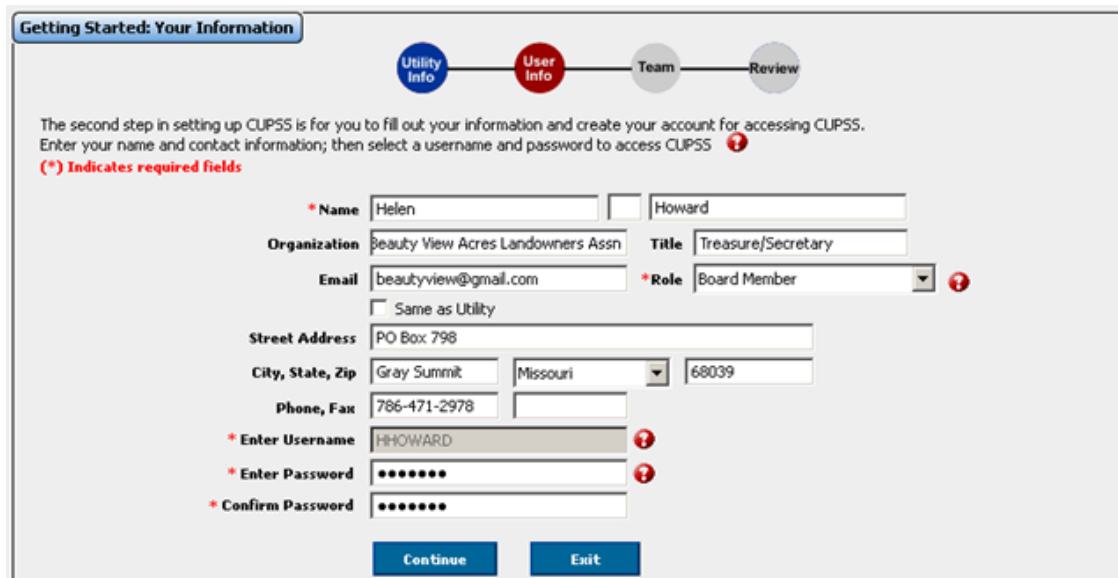 Getting Started: Your Information
Utility Info
User Info
Team
Review
The second step in setting up CUPSS is for you to fill out your information and create your account for accessing CUPSS.
Enter your name and contact information; then select a username and password to access CUPSS ?
(*) Indicates required fields
* Name Helen Howard
Organization Beauty View Acres Landowners Assn Title Treasure/Secretary
Email beautyview@gmail.com *Role Board Member ?
Same as Utility
Street Address PO Box 798
City, State, Zip Gray Summit Missouri 68039
Phone, Fax 786-471-2978
* Enter Username HHOWARD ?
* Enter Password ●●●●●●● ?
* Confirm Password ●●●●●●●
Continue Exit